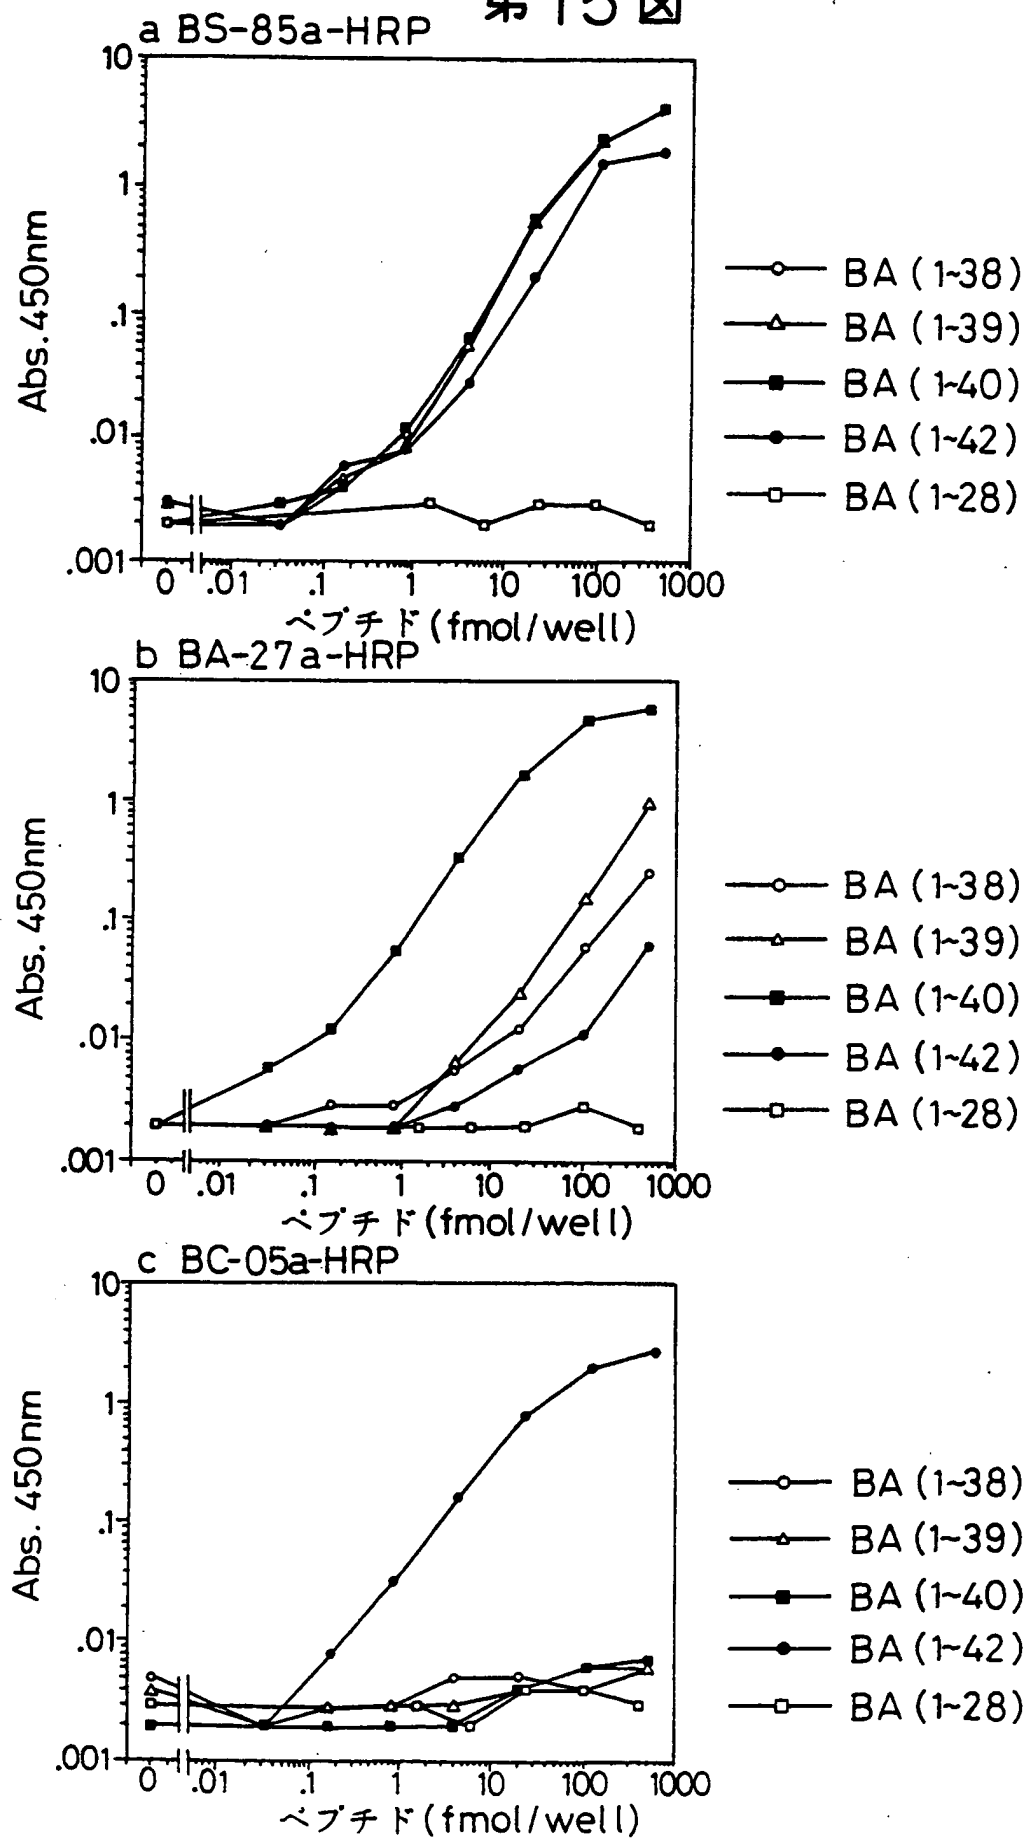 第15図
a BS-85a-HRP
10
1
.1
.01
.001
Abs. 450nm
0 .01 .1 1 10 100 1000
ペプチド(fmol/well)
BA (1~38)
BA (1~39)
BA (1~40)
BA (1~42)
BA (1~28)
b BA-27a-HRP
10
1
.1
.01
.001
Abs. 450nm
0 .01 .1 1 10 100 1000
ペプチド(fmol/well)
BA (1~38)
BA (1~39)
BA (1~40)
BA (1~42)
BA (1~28)
c BC-05a-HRP
10
1
.1
.01
.001
Abs. 450nm
0 .01 .1 1 10 100 1000
ペプチド(fmol/well)
BA (1~38)
BA (1~39)
BA (1~40)
BA (1~42)
BA (1~28)